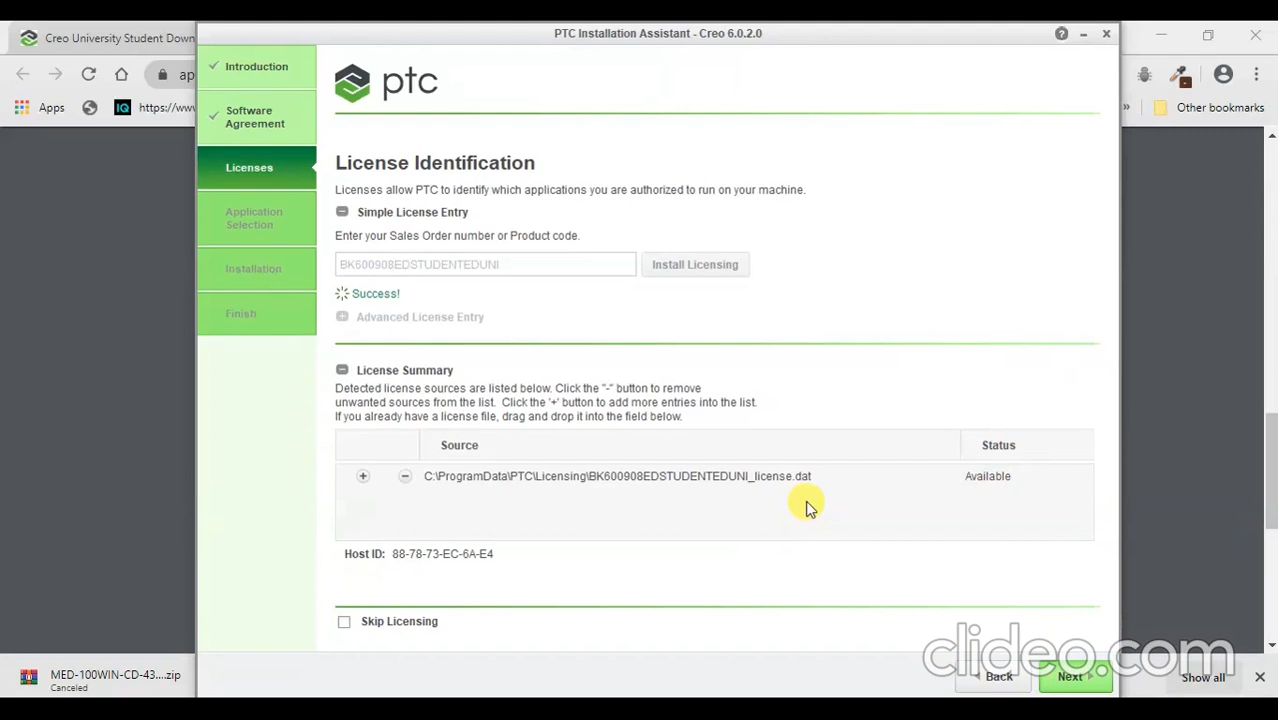 Creo University Student Down
PTC Installation Assistant - Creo 6.0.2.0
ap
Apps
IQ
https://www
»
Other bookmarks
Introduction
Software
Agreement
Licenses
Application
Selection
Installation
Finish
ptc
License Identification
Licenses allow PTC to identify which applications you are authorized to run on your machine.
Simple License Entry
Enter your Sales Order number or Product code.
BK600908EDSTUDENTEDUNI
Install Licensing
Success!
Advanced License Entry
License Summary
Detected license sources are listed below. Click the "-" button to remove
unwanted sources from the list. Click the '+' button to add more entries into the list.
If you already have a license file, drag and drop it into the field below.
Source
Status
C:\ProgramData\PTC\Licensing\BK600908EDSTUDENTEDUNI_license.dat
Available
Host ID: 88-78-73-EC-6A-E4
Skip Licensing
clideo.com
Back
Next
MED-100WIN-CD-43....zip
Canceled
Show all